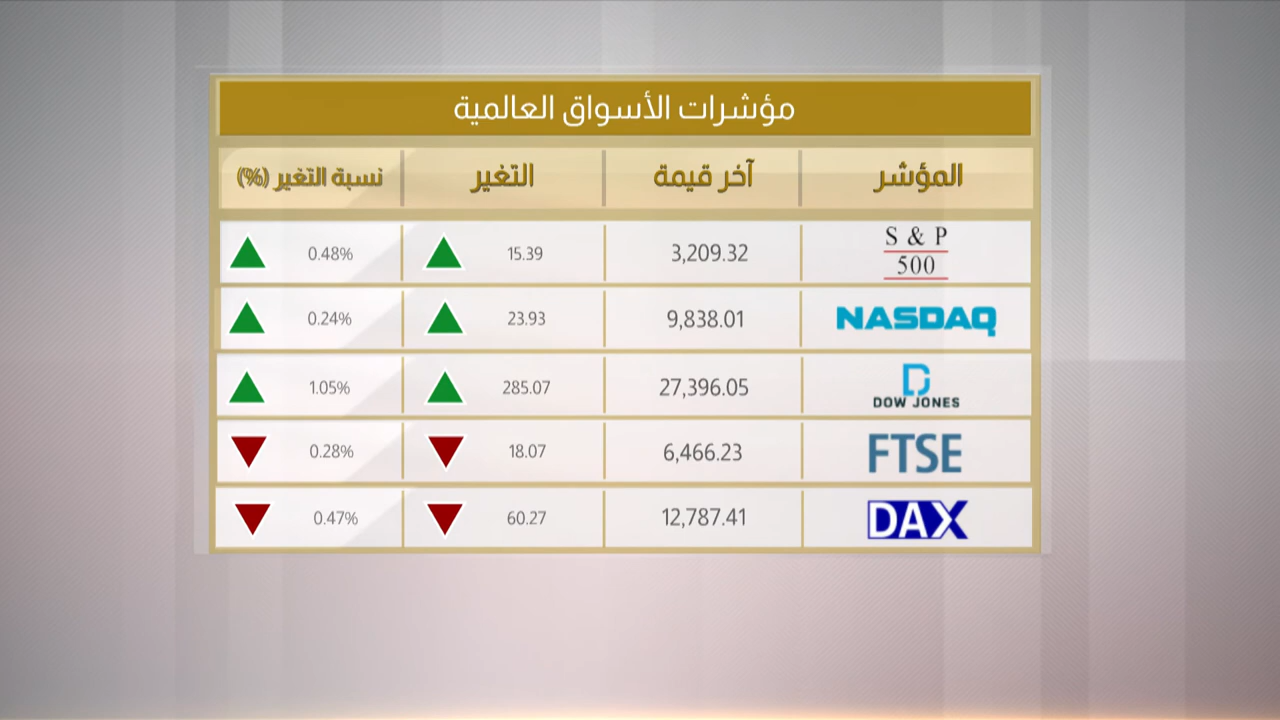 مؤشرات الأسواق العالمية
المؤشر آخر قيمة التغير نسبة التغير (%)
S & P 500 3,209.32 15.39 0.48%
NASDAQ 9,838.01 23.93 0.24%
DOW JONES 27,396.05 285.07 1.05%
FTSE 6,466.23 18.07 0.28%
DAX 12,787.41 60.27 0.47%